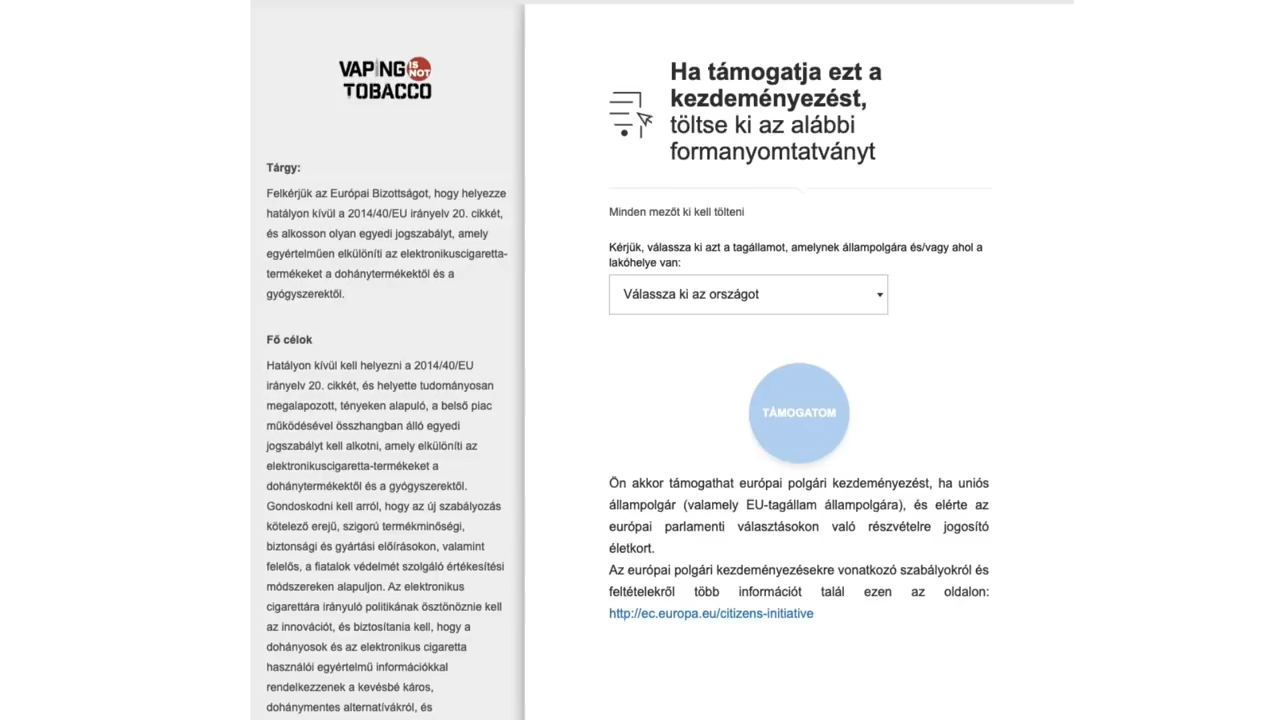 VAPING IS NOT
TOBACCO
Tárgy:
Felkérjük az Európai Bizottságot, hogy helyezze
hatályon kívül a 2014/40/EU irányelv 20. cikkét,
és alkosson olyan egyedi jogszabályt, amely
egyértelműen elkülöníti az elektronikuscigaretta-
termékeket a dohánytermékektől és a
gyógyszerektől.
Fő célok
Hatályon kívül kell helyezni a 2014/40/EU
irányelv 20. cikkét, és helyette tudományosan
megalapozott, tényeken alapuló, a belső piac
működésével összhangban álló egyedi
jogszabályt kell alkotni, amely elkülöníti az
elektronikuscigaretta-termékeket a
dohánytermékektől és a gyógyszerektől.
Gondoskodni kell arról, hogy az új szabályozás
kötelező erejű, szigorú termékminőségi,
biztonsági és gyártási előírásokon, valamint
felelős, a fiatalok védelmét szolgáló értékesítési
módszereken alapuljon. Az elektronikus
cigarettára irányuló politikának ösztönöznie kell
az innovációt, és biztosítania kell, hogy a
dohányosok és az elektronikus cigaretta
használói egyértelmű információkkal
rendelkezzenek a kevésbé káros,
dohánymentes alternatívákról, és
Ha támogatja ezt a
kezdeményezést,
töltse ki az alábbi
formanyomtatványt
Minden mezőt ki kell tölteni
Kérjük, válassza ki azt a tagállamot, amelynek állampolgára és/vagy ahol a
lakóhelye van:
Válassza ki az országot
TÁMOGATOM
Ön akkor támogathat európai polgári kezdeményezést, ha uniós
állampolgár (valamely EU-tagállam állampolgára), és elérte az
európai parlamenti választásokon való részvételre jogosító
életkort.
Az európai polgári kezdeményezésekre vonatkozó szabályokról és
feltételekről több információt talál ezen az oldalon:
http://ec.europa.eu/citizens-initiative